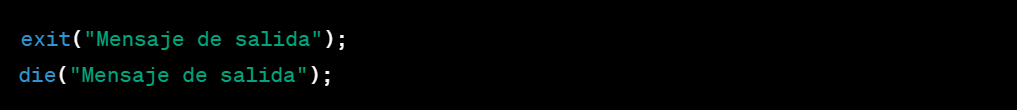 exit("Mensaje de salida");
die("Mensaje de salida");